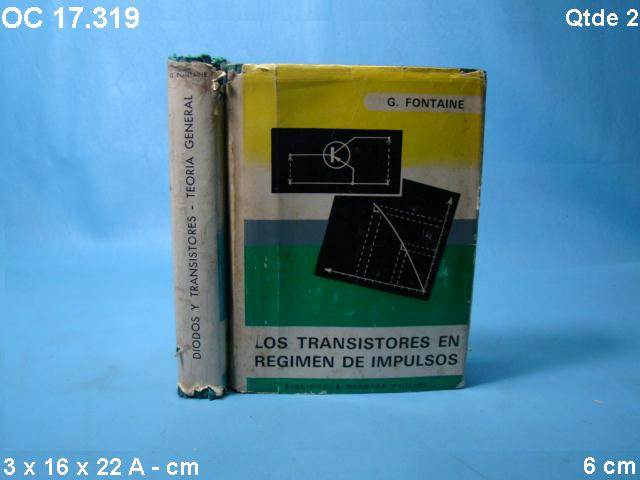 OC 17.319
Qtde 2
G. FONTAINE
DIODOS Y TRANSISTORES - TEORIA GENERAL
G. FONTAINE
LOS TRANSISTORES EN
REGIMEN DE IMPULSOS
BIBLIOTECA TECNICA PHILIPS
3 x 16 x 22 A - cm
6 cm